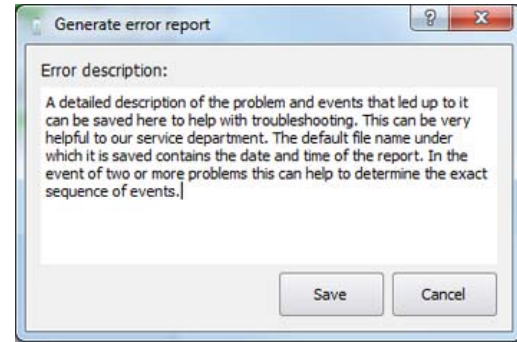 Generate error report
Error description:
A detailed description of the problem and events that led up to it
can be saved here to help with troubleshooting. This can be very
helpful to our service department. The default file name under
which it is saved contains the date and time of the report. In the
event of two or more problems this can help to determine the exact
sequence of events.
Save Cancel